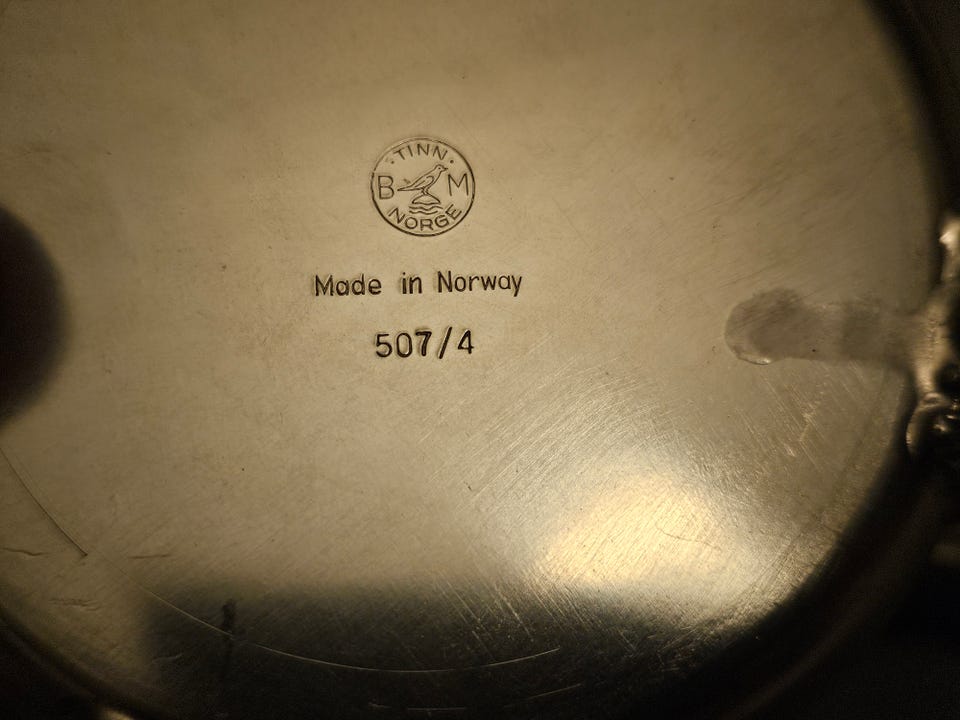 ·TINN·
B M
NORGE
Made in Norway
507/4